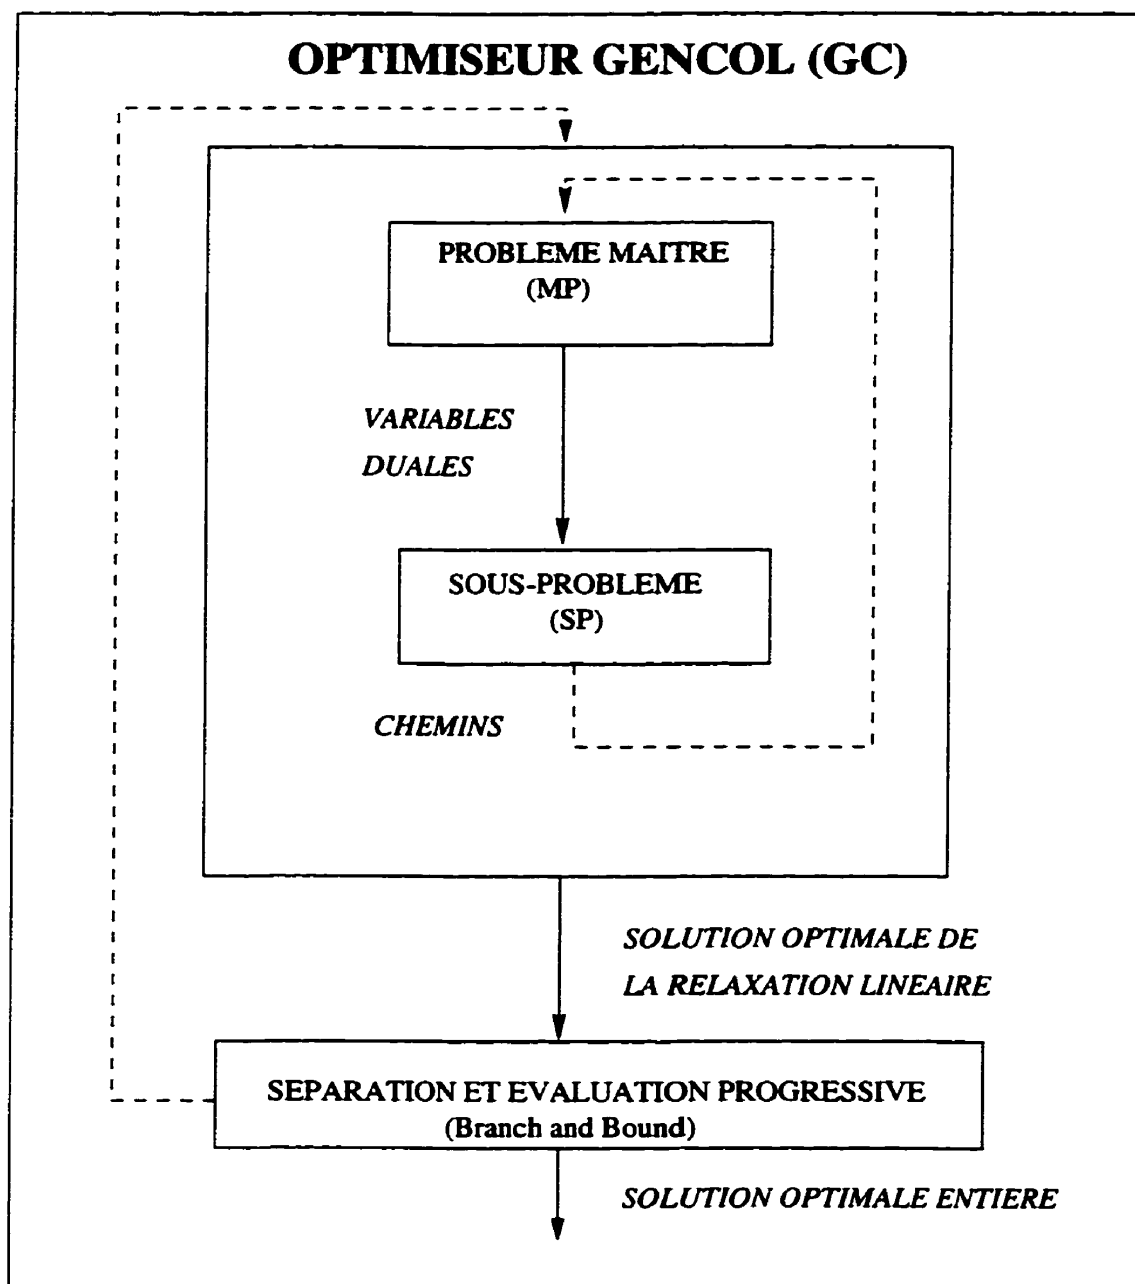 OPTIMISEUR GENCOL (GC)
PROBLEME MAITRE
(MP)
VARIABLES
DUALES
SOUS-PROBLEME
(SP)
CHEMINS
SOLUTION OPTIMALE DE
LA RELAXATION LINEAIRE
SEPARATION ET EVALUATION PROGRESSIVE
(Branch and Bound)
SOLUTION OPTIMALE ENTIERE